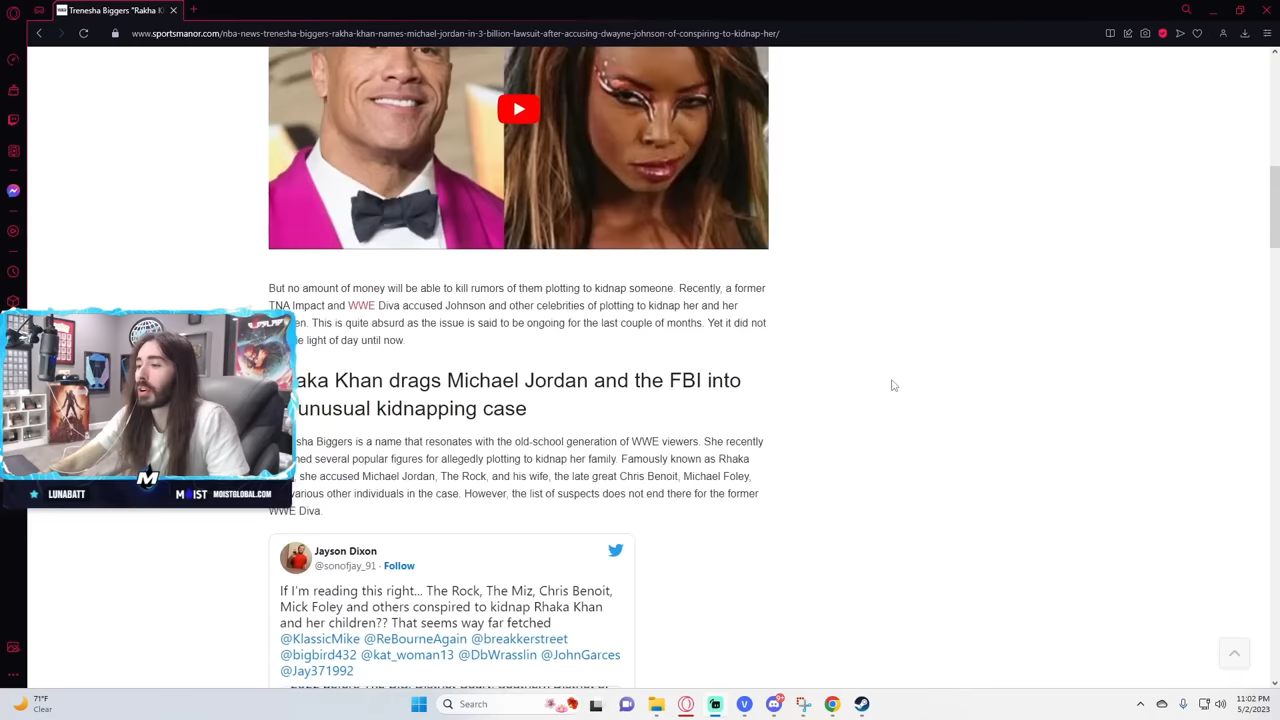 Trenesha Biggers "Rakha K
www.sportsmanor.com/nba-news-trenesha-biggers-rakha-khan-names-michael-jordan-in-3-billion-lawsuit-after-accusing-dwayne-johnson-of-conspiring-to-kidnap-her/
But no amount of money will be able to kill rumors of them plotting to kidnap someone. Recently, a former
TNA Impact and WWE Diva accused Johnson and other celebrities of plotting to kidnap her and her
en. This is quite absurd as the issue is said to be ongoing for the last couple of months. Yet it did not
e light of day until now.
aka Khan drags Michael Jordan and the FBI into
unusual kidnapping case
sha Biggers is a name that resonates with the old-school generation of WWE viewers. She recently
ned several popular figures for allegedly plotting to kidnap her family. Famously known as Rhaka
, she accused Michael Jordan, The Rock, and his wife, the late great Chris Benoit, Michael Foley,
various other individuals in the case. However, the list of suspects does not end there for the former
WWE Diva.
M
LUNABATT
MOIST MOISTGLOBAL.COM
Jayson Dixon
@sonofjay_91 · Follow
If I'm reading this right... The Rock, The Miz, Chris Benoit,
Mick Foley and others conspired to kidnap Rhaka Khan
and her children?? That seems way far fetched
@KlassicMike @ReBourneAgain @breakkerstreet
@bigbird432 @kat_woman13 @DbWrasslin @JohnGarces
@Jay371992
71°F
Clear
Search
9+
11:02 PM
5/2/2023